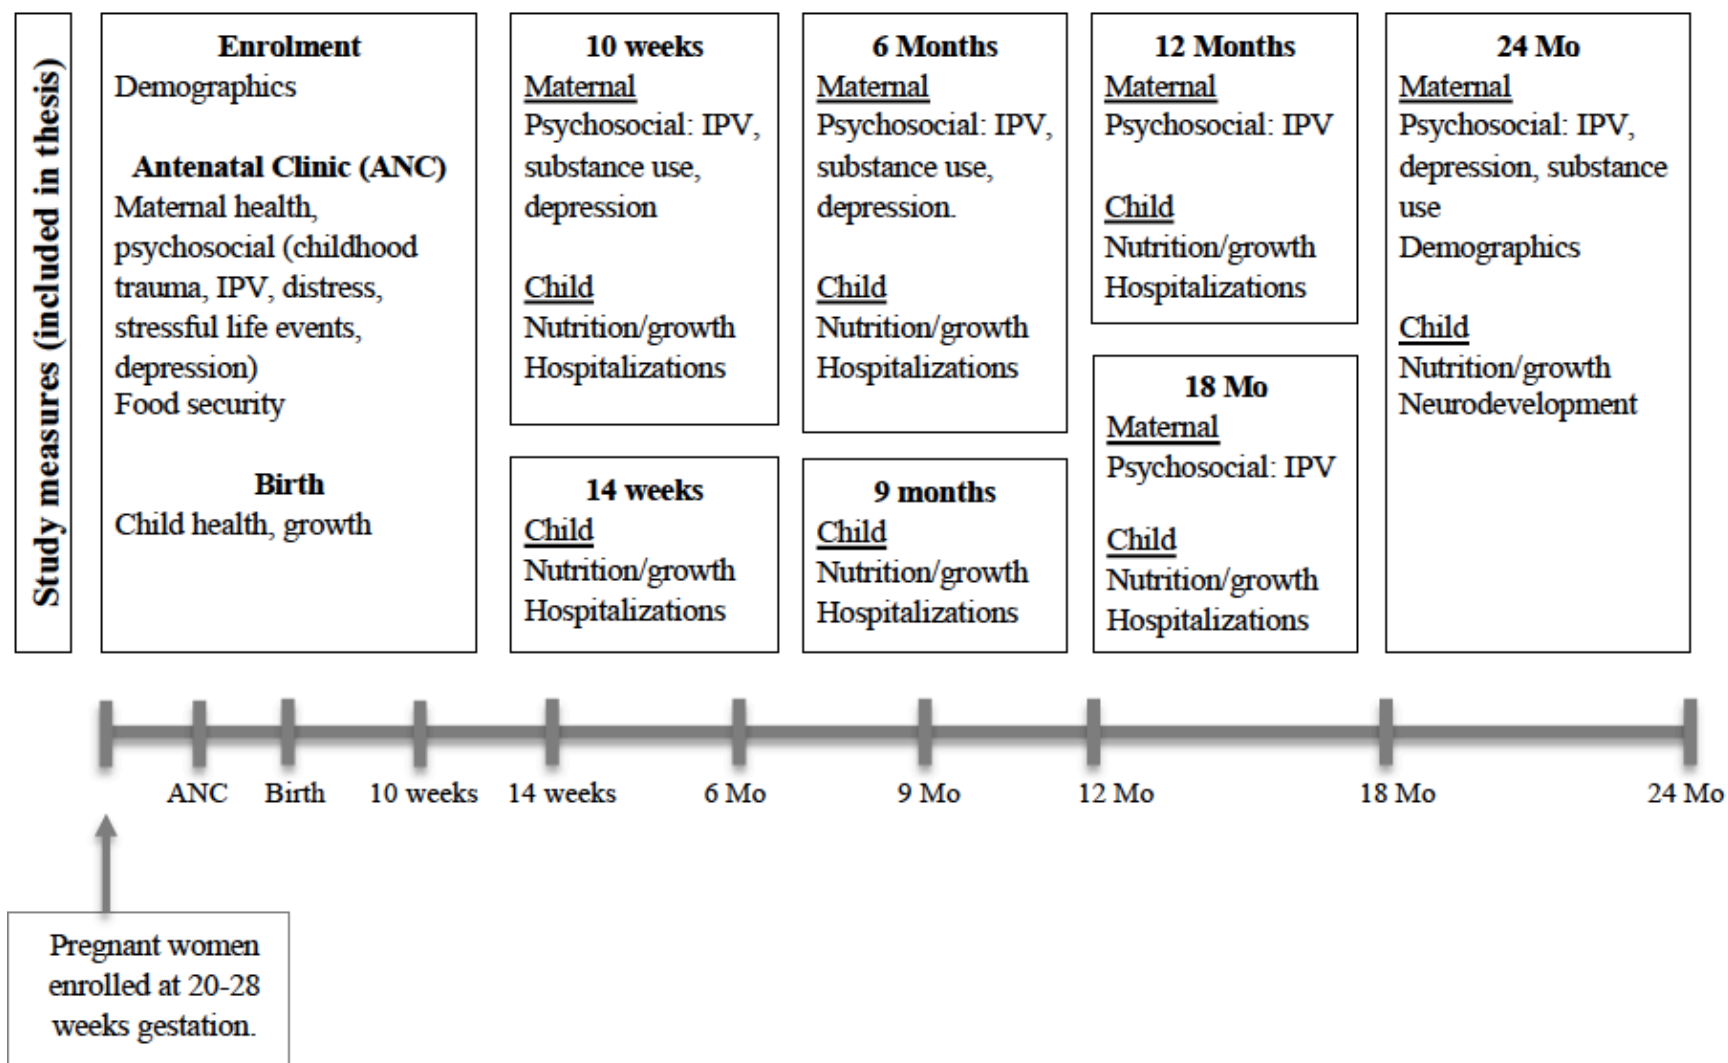 Study measures (included in thesis)
Enrolment
Demographics
Antenatal Clinic (ANC)
Maternal health,
psychosocial (childhood
trauma, IPV, distress,
stressful life events,
depression)
Food security
Birth
Child health, growth
10 weeks
Maternal
Psychosocial: IPV,
substance use,
depression
Child
Nutrition/growth
Hospitalizations
14 weeks
Child
Nutrition/growth
Hospitalizations
6 Months
Maternal
Psychosocial: IPV,
substance use,
depression.
Child
Nutrition/growth
Hospitalizations
9 months
Child
Nutrition/growth
Hospitalizations
12 Months
Maternal
Psychosocial: IPV
Child
Nutrition/growth
Hospitalizations
18 Mo
Maternal
Psychosocial: IPV
Child
Nutrition/growth
Hospitalizations
24 Mo
Maternal
Psychosocial: IPV,
depression, substance
use
Demographics
Child
Nutrition/growth
Neurodevelopment
ANC Birth 10 weeks 14 weeks 6 Mo 9 Mo 12 Mo 18 Mo 24 Mo
Pregnant women
enrolled at 20-28
weeks gestation.